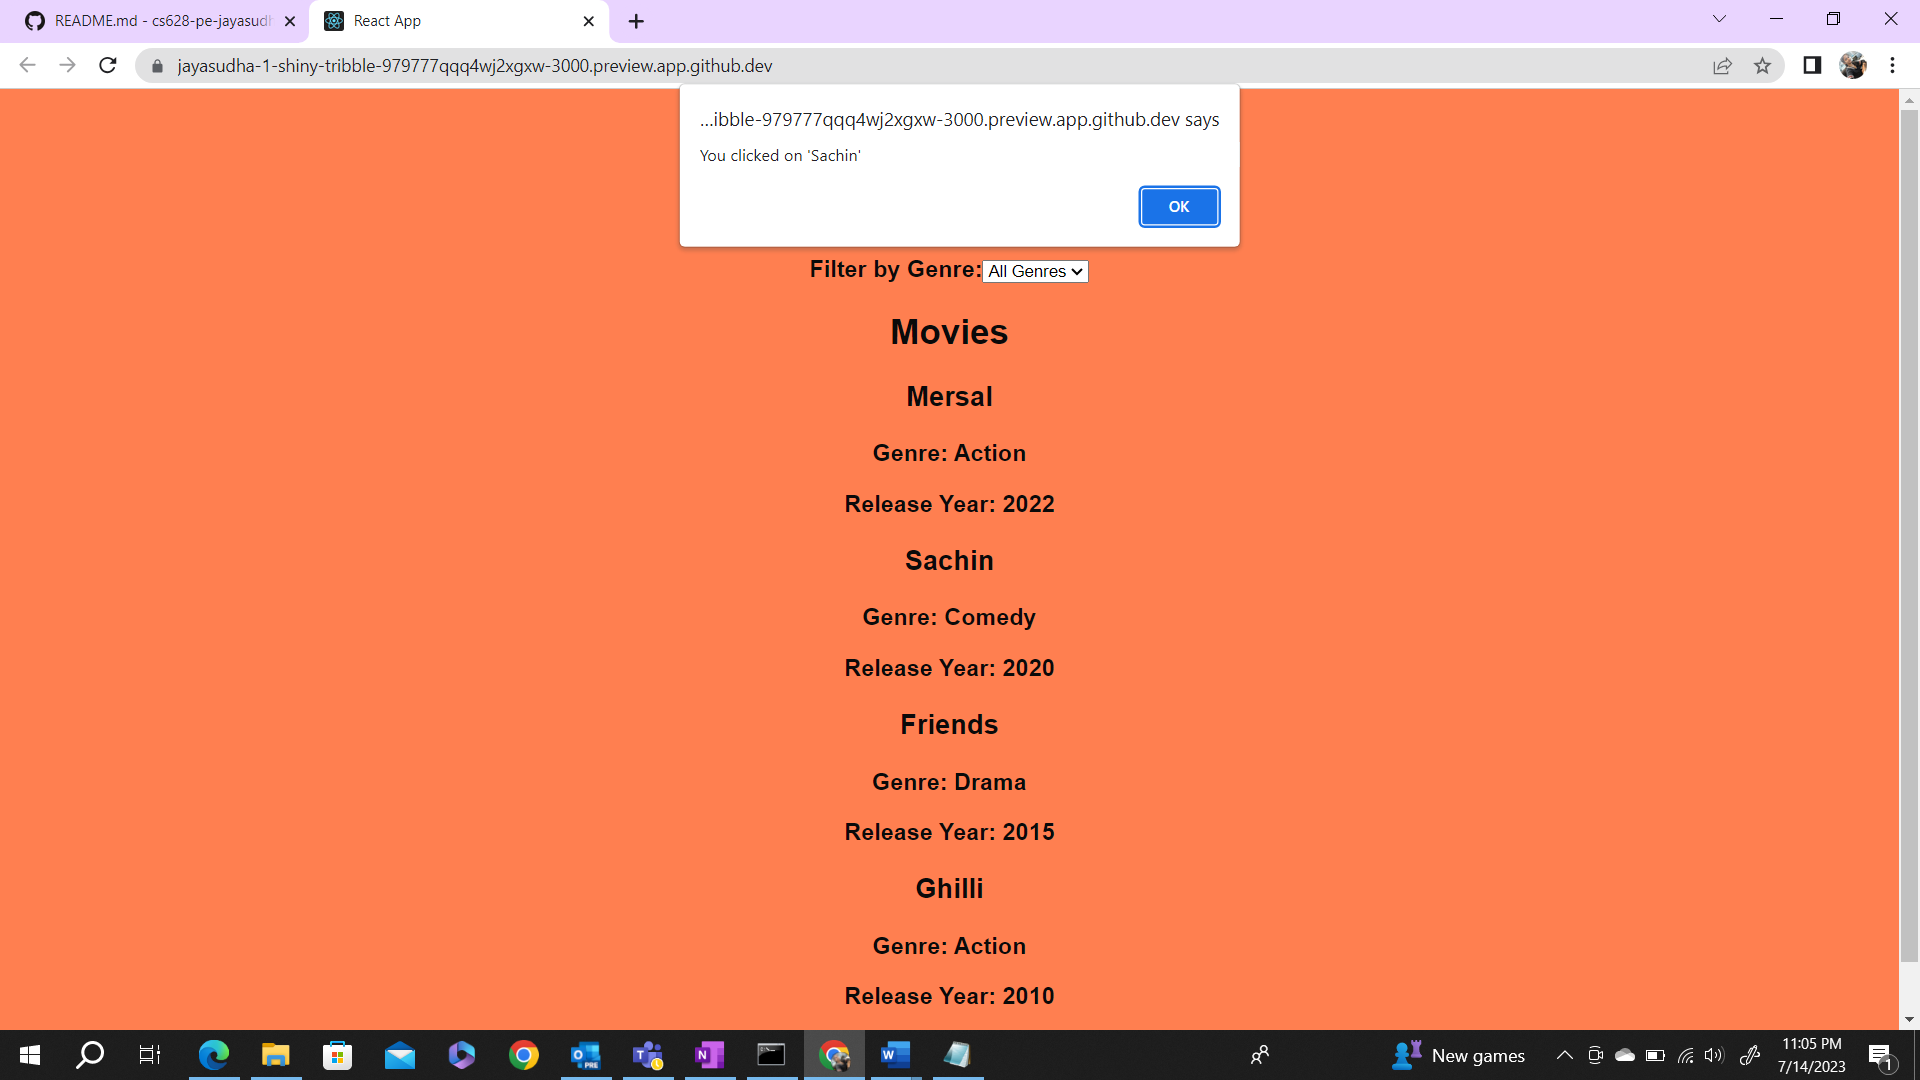 README.md - cs628-pe-jayasudh
React App
jayasudha-1-shiny-tribble-979777qqq4wj2xgxw-3000.preview.app.github.dev
...ibble-979777qqq4wj2xgxw-3000.preview.app.github.dev says
You clicked on 'Sachin'
OK
Filter by Genre: All Genres
Movies
Mersal
Genre: Action
Release Year: 2022
Sachin
Genre: Comedy
Release Year: 2020
Friends
Genre: Drama
Release Year: 2015
Ghilli
Genre: Action
Release Year: 2010
New games
11:05 PM
7/14/2023
1